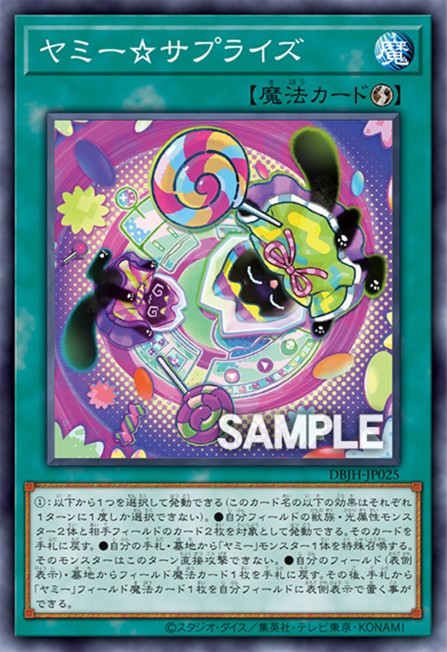 ヤミー☆サプライズ
魔
【魔法カード】
SAMPLE
DBJH-JP025
①：以下から１つを選択して発動できる(このカード名の以下の効果はそれぞれ
１ターンに１度しか選択できない)。●自分フィールドの獣族・光属性モンス
ター２体と相手フィールドのカード２枚を対象として発動できる。そのカードを
手札に戻す。●自分の手札・墓地から「ヤミー」モンスター１体を特殊召喚する。
そのモンスターはこのターン直接攻撃できない。●自分のフィールド(表側
表示)・墓地からフィールド魔法カード１枚を手札に戻す。その後、手札から
「ヤミー」フィールド魔法カード１枚を自分フィールドに表側表示で置く事が
できる。
©スタジオ・ダイス／集英社・テレビ東京・KONAMI